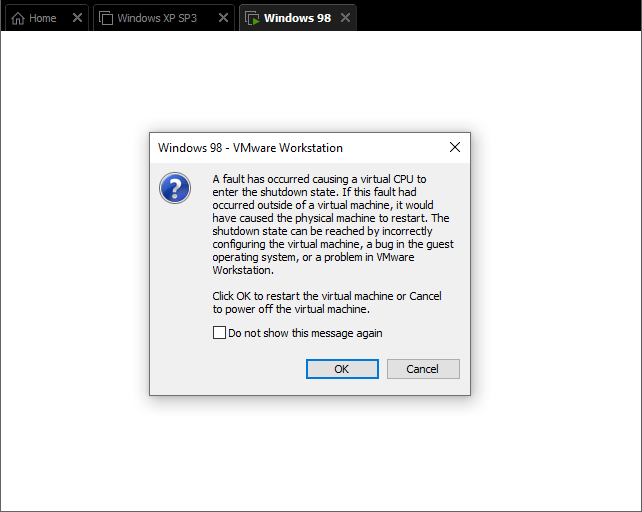 Home
Windows XP SP3
Windows 98
Windows 98 - VMware Workstation
A fault has occurred causing a virtual CPU to
enter the shutdown state. If this fault had
occurred outside of a virtual machine, it would
have caused the physical machine to restart. The
shutdown state can be reached by incorrectly
configuring the virtual machine, a bug in the guest
operating system, or a problem in VMware
Workstation.
Click OK to restart the virtual machine or Cancel
to power off the virtual machine.
Do not show this message again
OK
Cancel